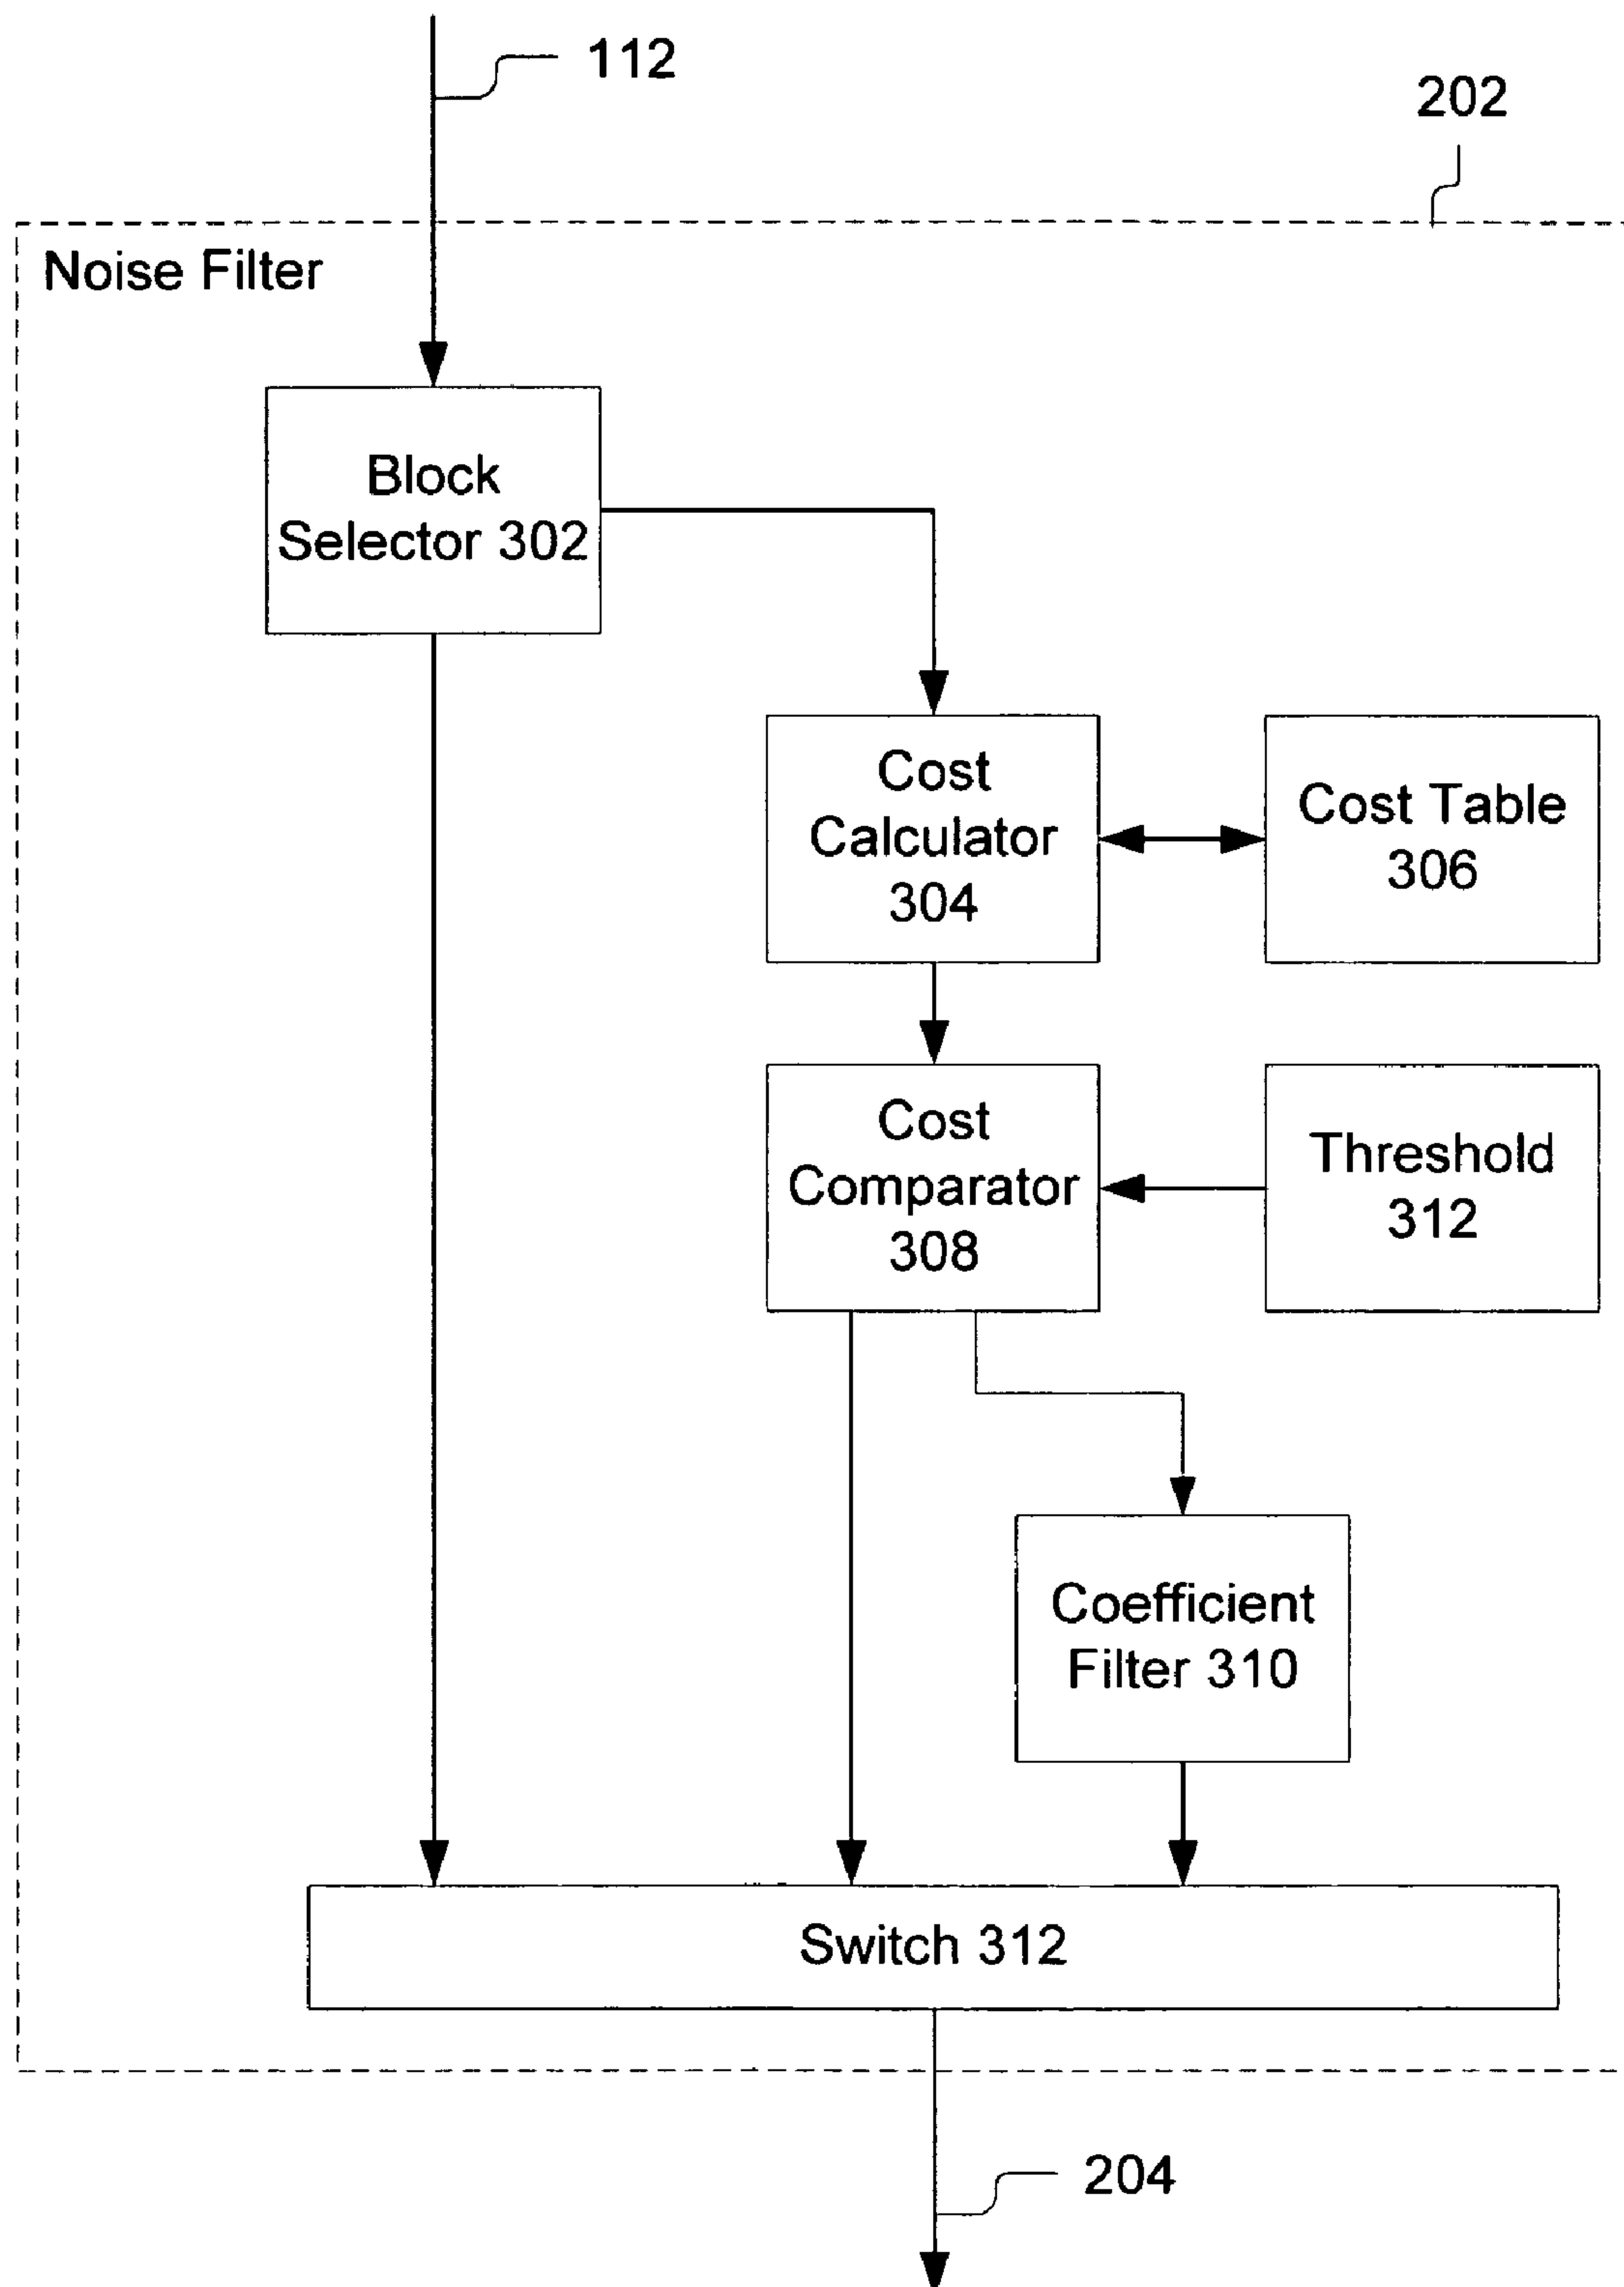 112
202
Noise Filter
Block
Selector 302
Cost
Calculator
304
Cost Table
306
Cost
Comparator
308
Threshold
312
Coefficient
Filter 310
Switch 312
204